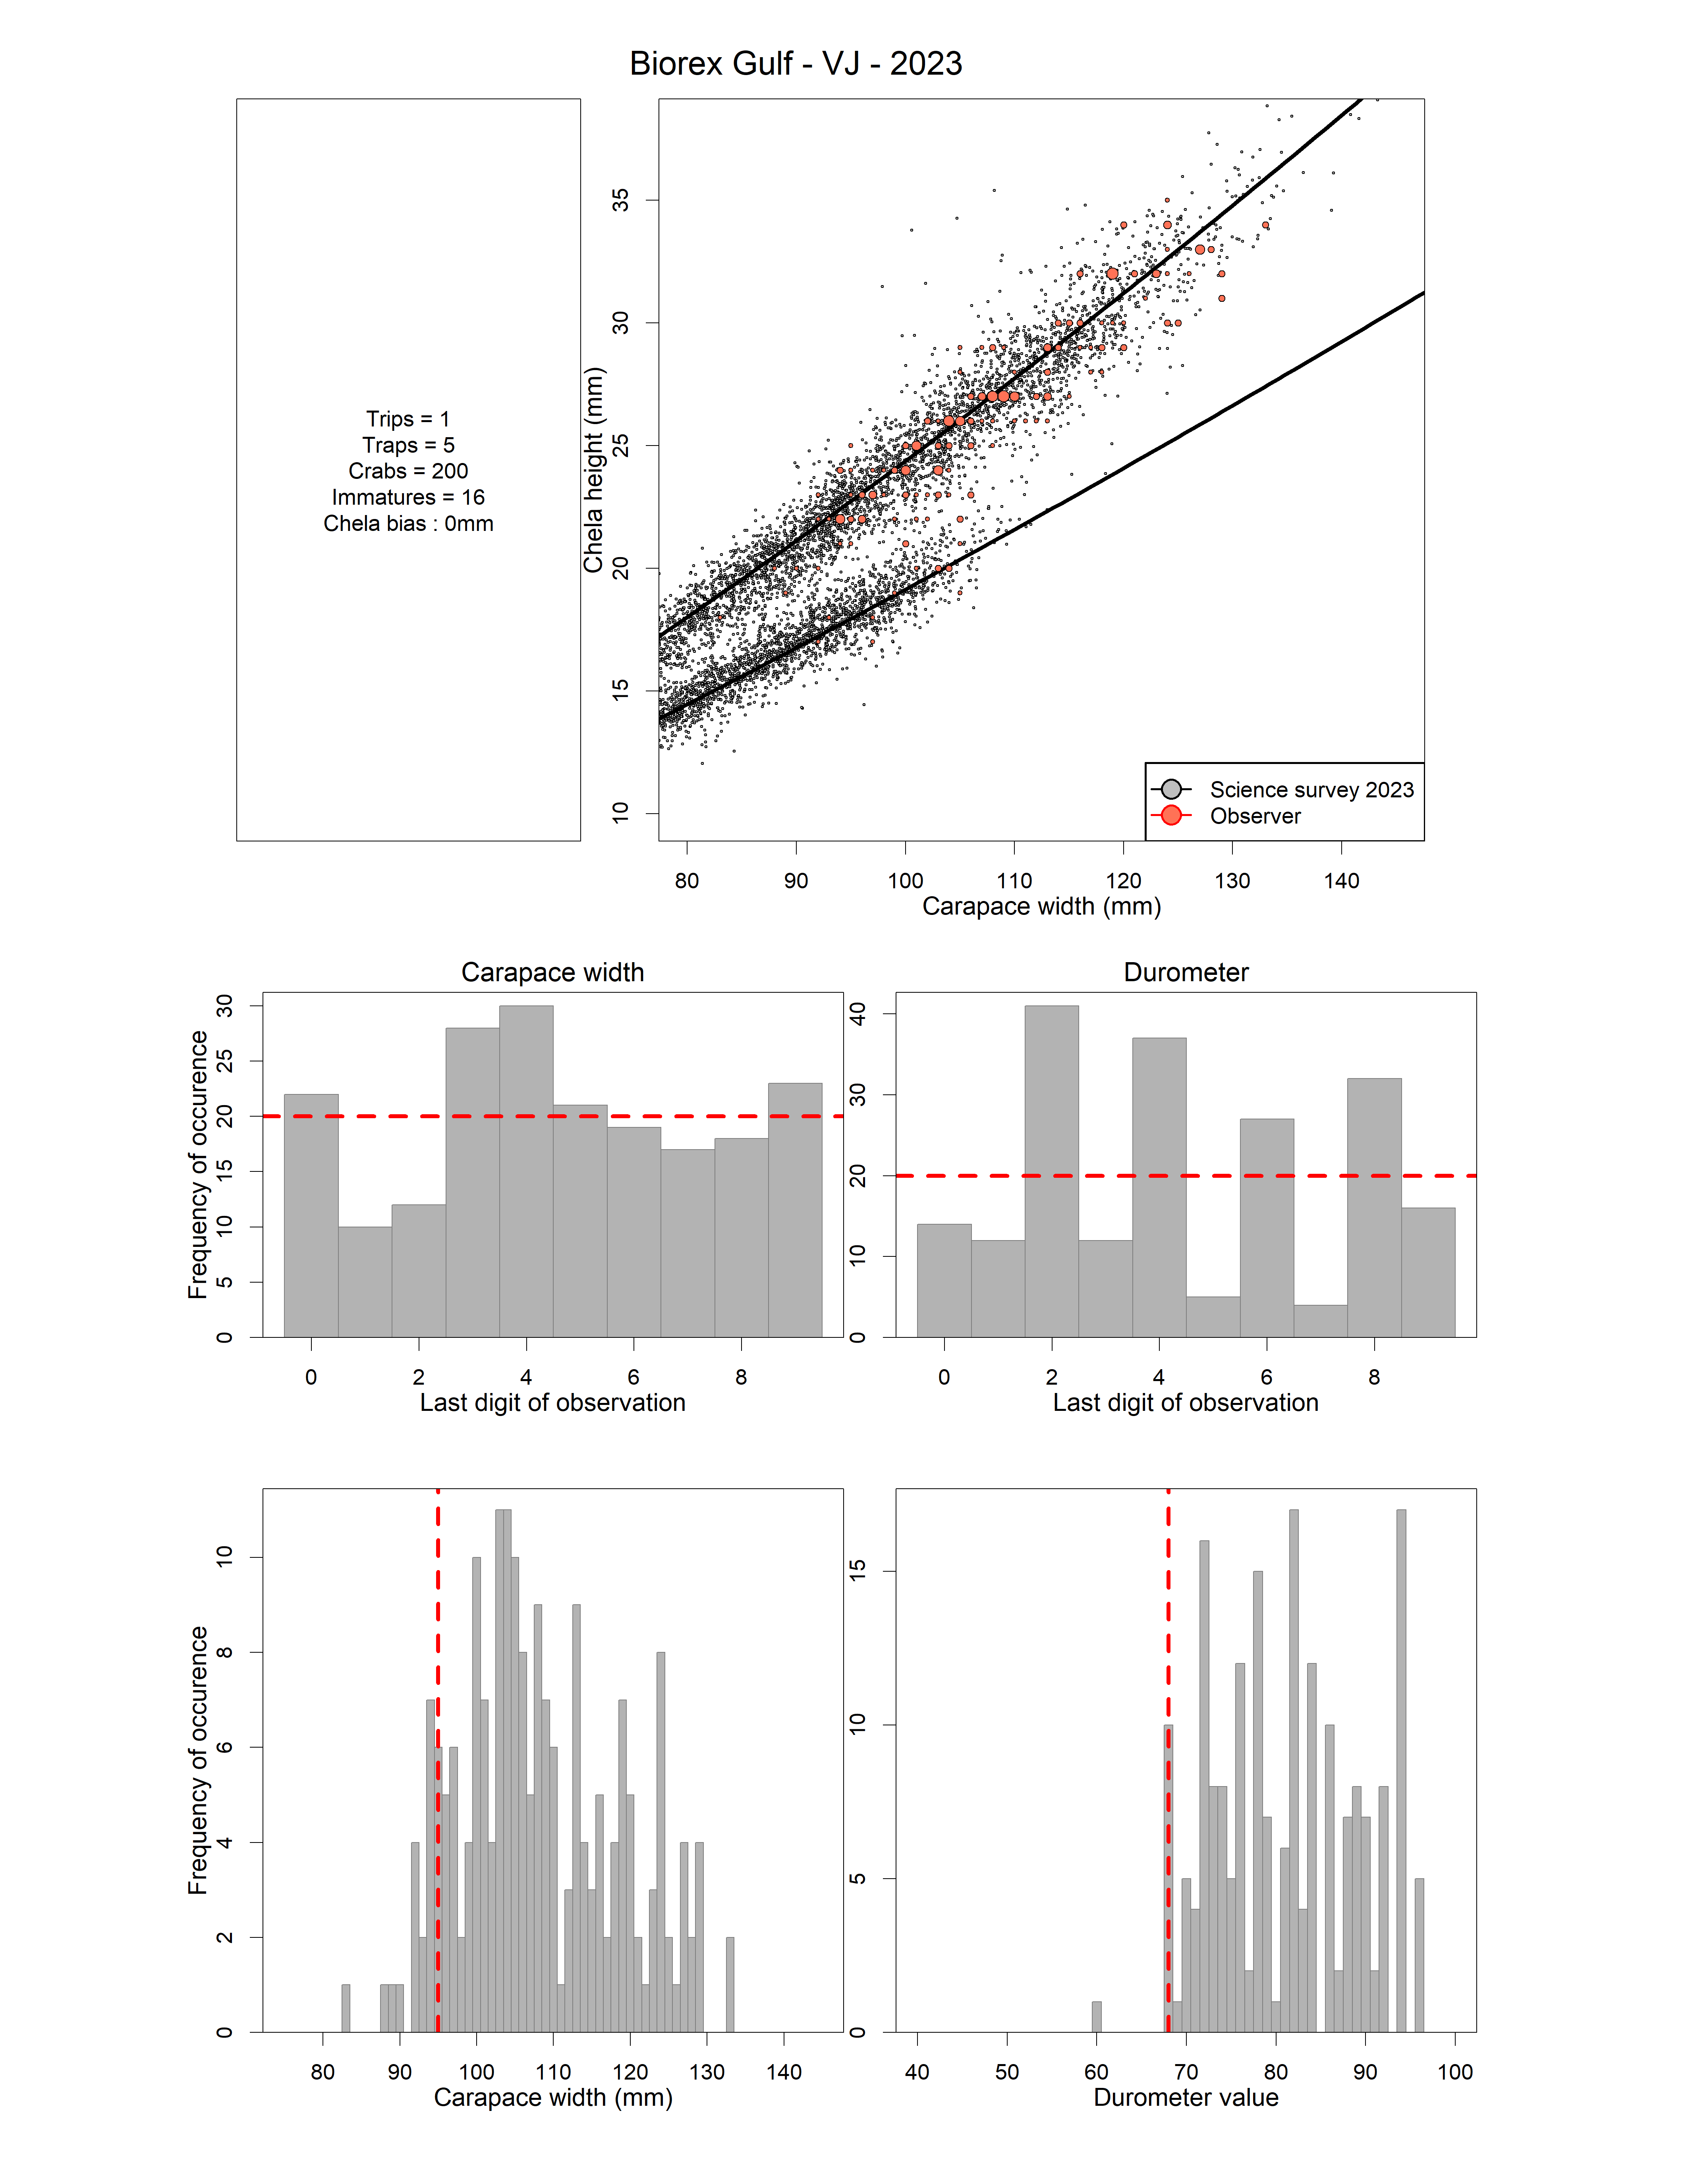 Biorex Gulf - VJ - 2023
Trips = 1
Traps = 5
Crabs = 200
Immatures = 16
Chela bias : 0mm
Chela height (mm)
35
30
25
20
15
10
Science survey 2023
Observer
80 90 100 110 120 130 140
Carapace width (mm)
Carapace width
Frequency of occurence
30
25
20
15
10
5
0
0 2 4 6 8
Last digit of observation
Durometer
40
30
20
10
0
0 2 4 6 8
Last digit of observation
Frequency of occurence
10
8
6
4
2
0
80 90 100 110 120 130 140
Carapace width (mm)
15
10
5
0
40 50 60 70 80 90 100
Durometer value